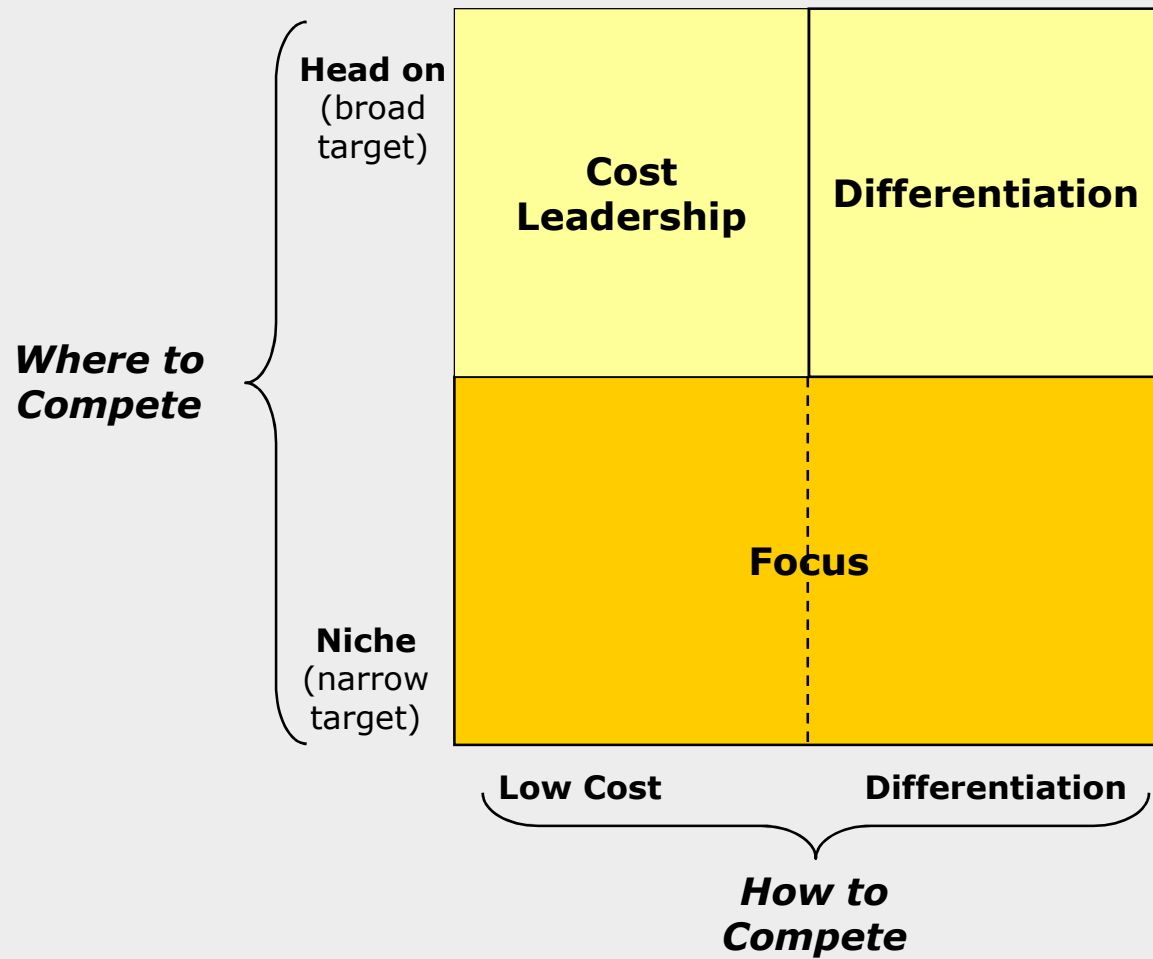 Head on
(broad
target)
Cost
Leadership
Differentiation
Where to
Compete
Focus
Niche
(narrow
target)
Low Cost
Differentiation
How to
Compete